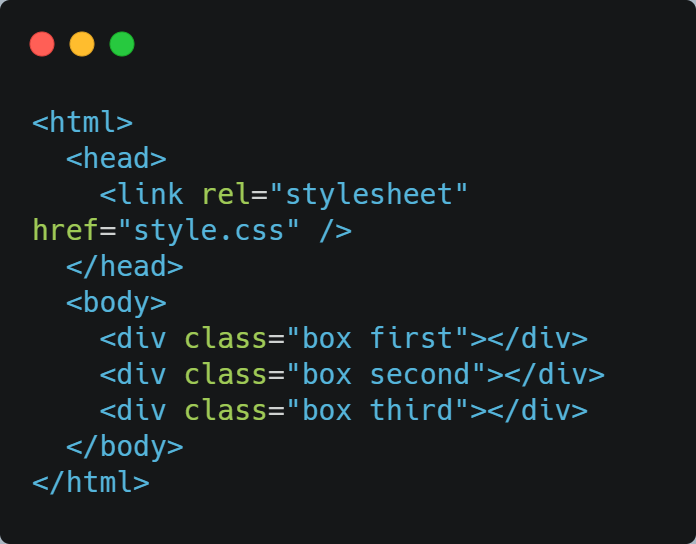 <html>
  <head>
    <link rel="stylesheet"
href="style.css" />
  </head>
  <body>
    <div class="box first"></div>
    <div class="box second"></div>
    <div class="box third"></div>
  </body>
</html>